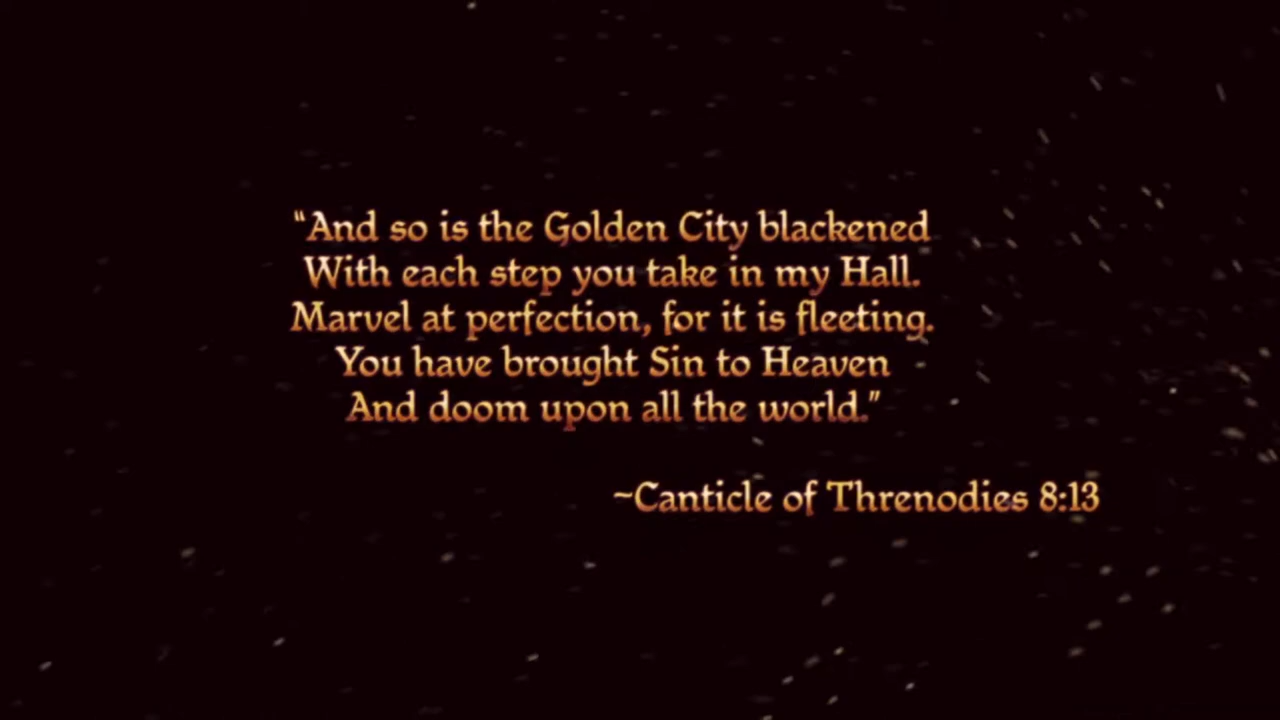 “And so is the Golden City blackened
With each step you take in my Hall.
Marvel at perfection, for it is fleeting.
You have brought Sin to Heaven
And doom upon all the world.”
~Canticle of Threnodies 8:13